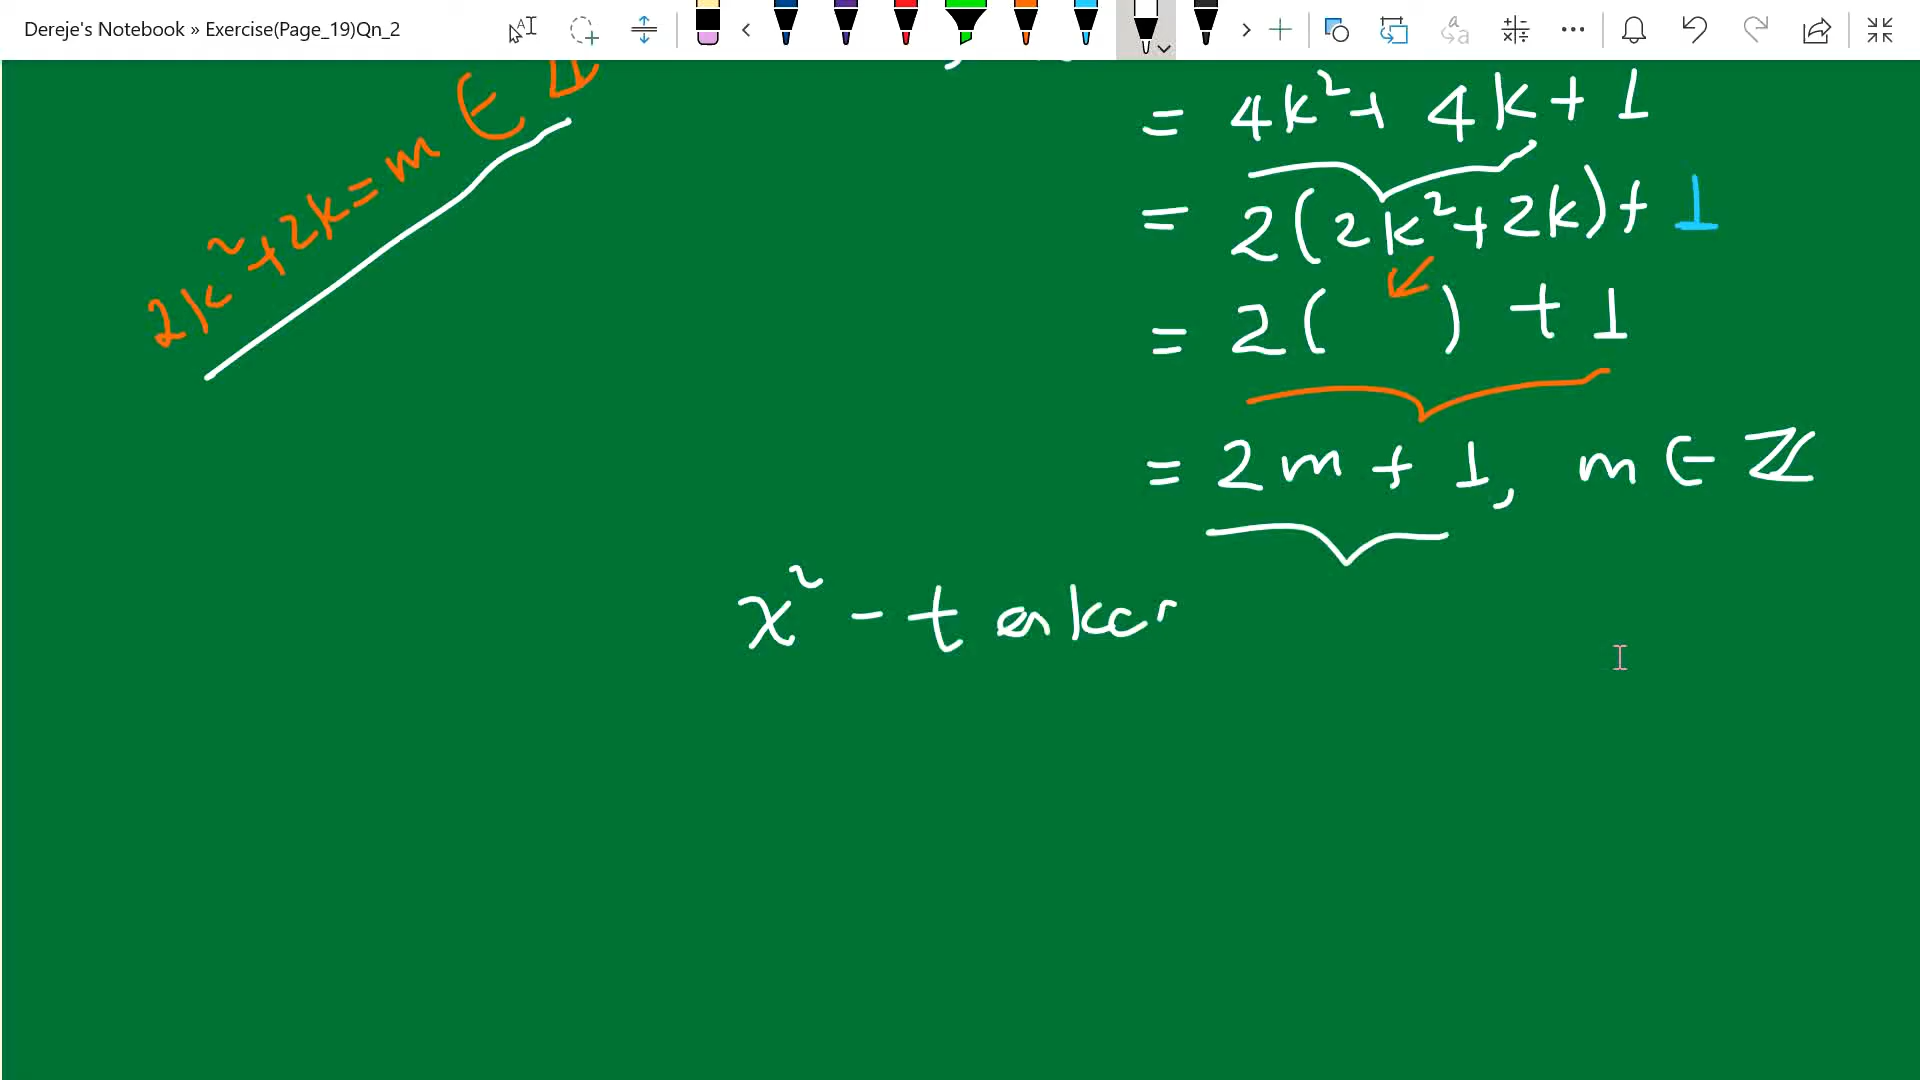 Dereje's Notebook » Exercise(Page_19)Qn_2
= 4k² + 4k + 1
= 2(2k² + 2k) + 1
= 2( ) + 1
= 2m + 1, m ∈ ℤ
2k² + 2k = m ∈
x² - t